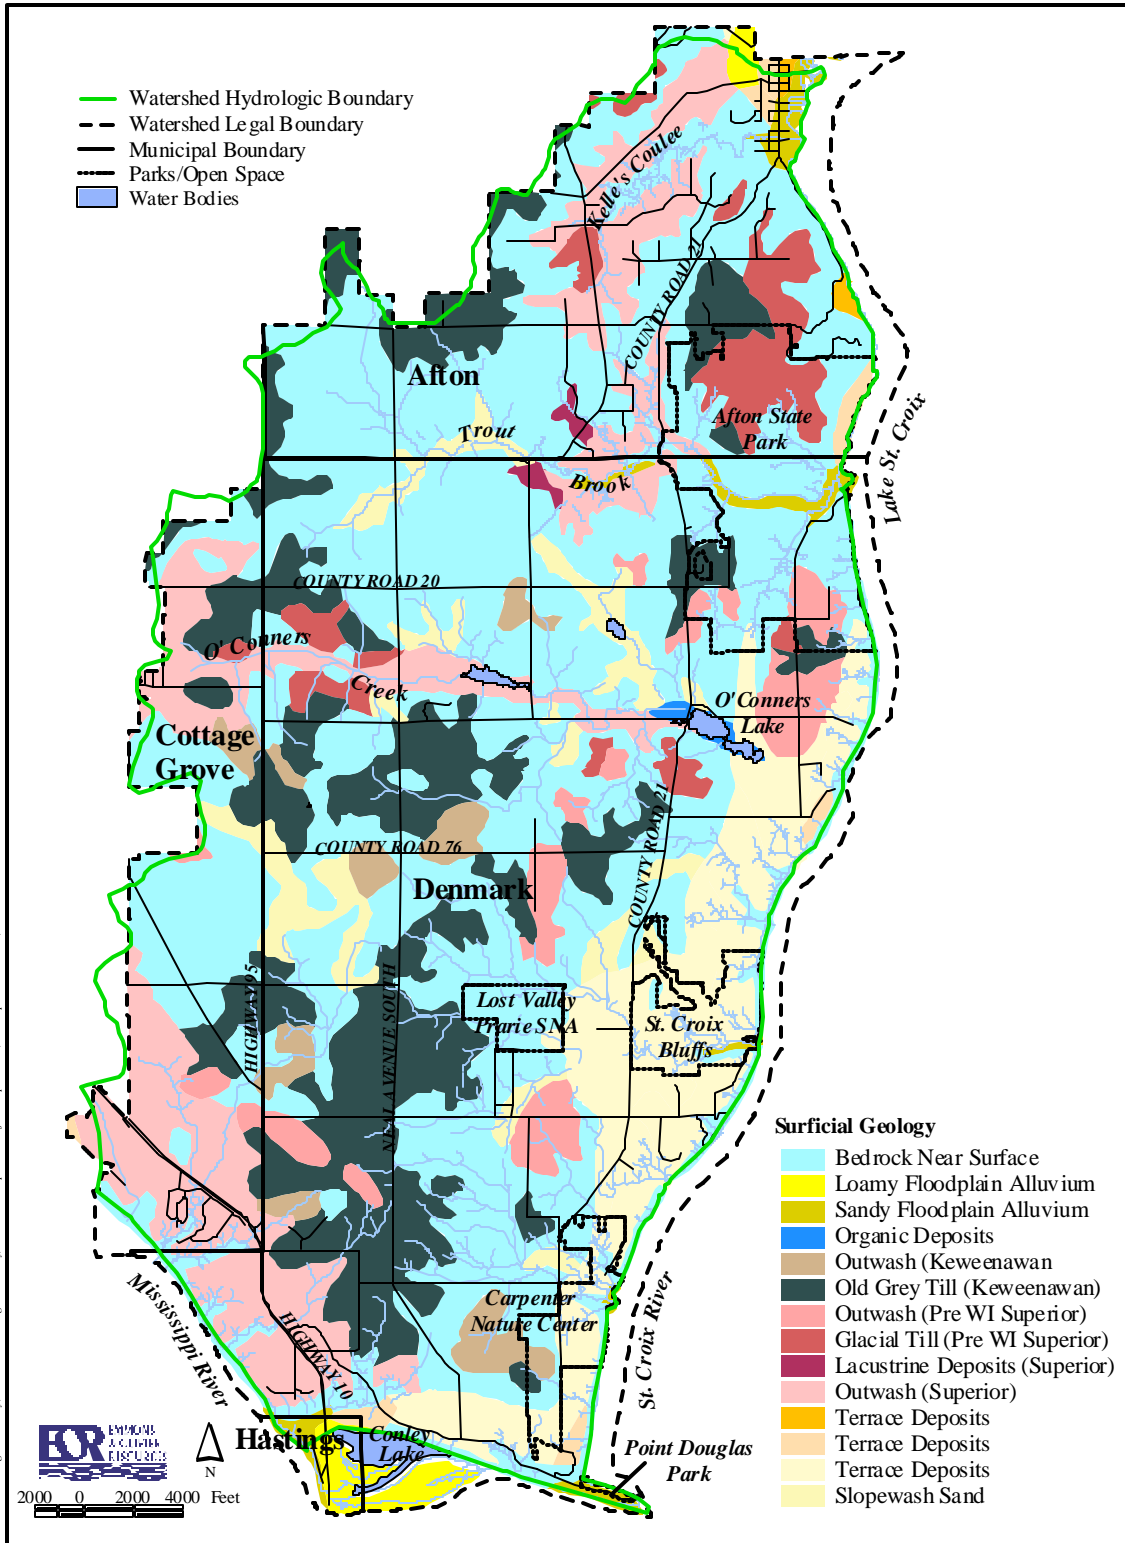 Watershed Hydrologic Boundary
Watershed Legal Boundary
Municipal Boundary
Parks/Open Space
Water Bodies
Kelle's Coulee
COUNTY ROAD 21
Afton
Afton State
Park
Trout
Brook
Lake St. Croix
COUNTY ROAD 20
O' Conners
Creek
O'Conners
Lake
Cottage
Grove
COUNTY ROAD 21
COUNTY ROAD 76
Denmark
HIGHWAY 95
NEALA AVENUE SOUTH
Lost Valley
Prarie SNA
St. Croix
Bluffs
Surficial Geology
Bedrock Near Surface
Loamy Floodplain Alluvium
Sandy Floodplain Alluvium
Organic Deposits
Outwash (Keweenawan
Old Grey Till (Keweenawan)
Outwash (Pre WI Superior)
Glacial Till (Pre WI Superior)
Lacustrine Deposits (Superior)
Outwash (Superior)
Terrace Deposits
Terrace Deposits
Terrace Deposits
Slopewash Sand
Mississippi River
HIGHWAY 10
Carpenter
Nature Center
St. Croix River
Hastings
Conley
Lake
Point Douglas
Park
EOR
N
2000 0 2000 4000 Feet